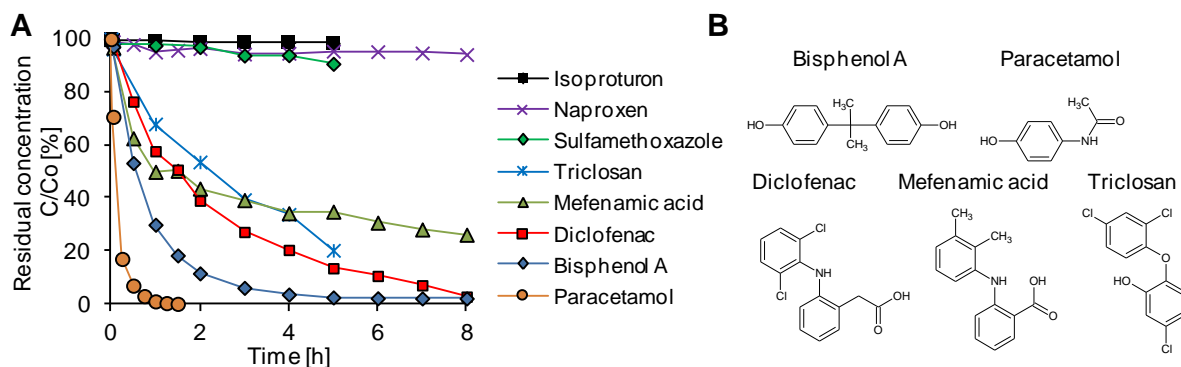 A
Residual concentration
C/Co [%]
100
80
60
40
20
0
0
2
4
6
8
Time [h]
Isoproturon
Naproxen
Sulfamethoxazole
Triclosan
Mefenamic acid
Diclofenac
Bisphenol A
Paracetamol
B
Bisphenol A
HO
CH3
CH3
OH
Paracetamol
CH3
O
HO
NH
Diclofenac
Cl
NH
Cl
OH
O
Mefenamic acid
CH3
CH3
NH
OH
O
Triclosan
Cl
Cl
O
HO
Cl